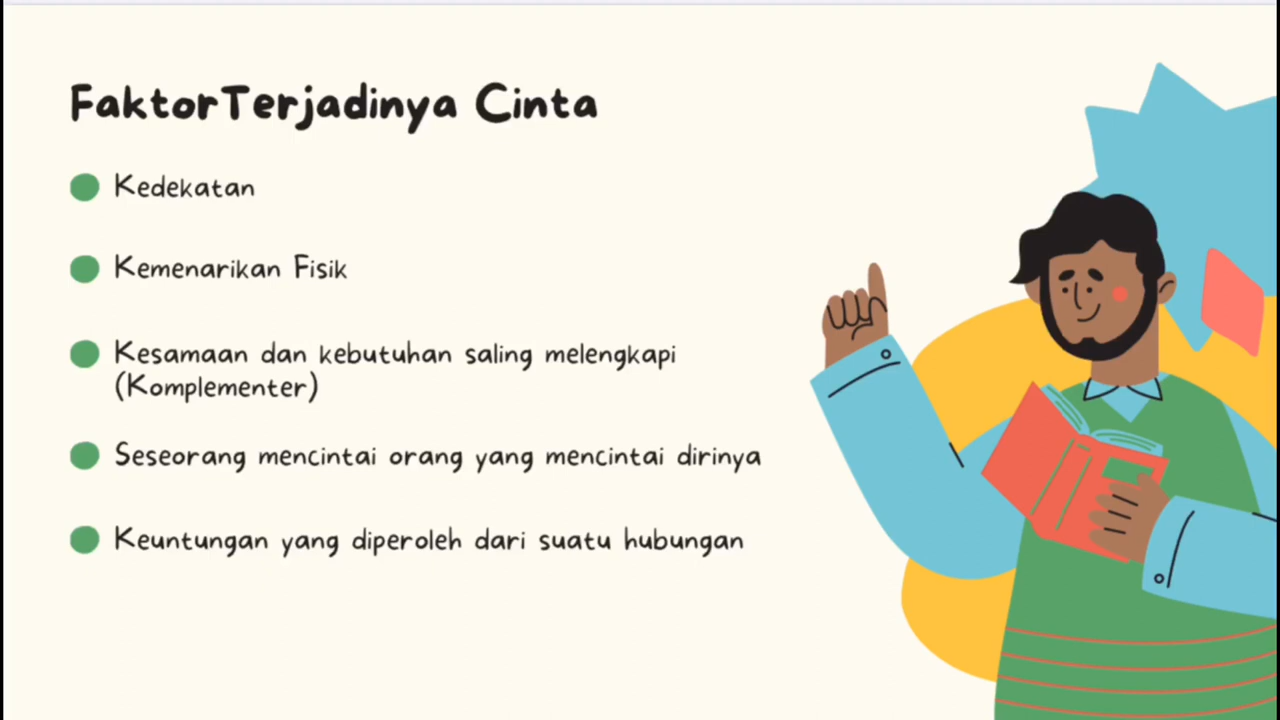 FaktorTerjadinya Cinta
Kedekatan
Kemenarikan Fisik
Kesamaan dan kebutuhan saling melengkapi
(Komplementer)
Seseorang mencintai orang yang mencintai dirinya
Keuntungan yang diperoleh dari suatu hubungan